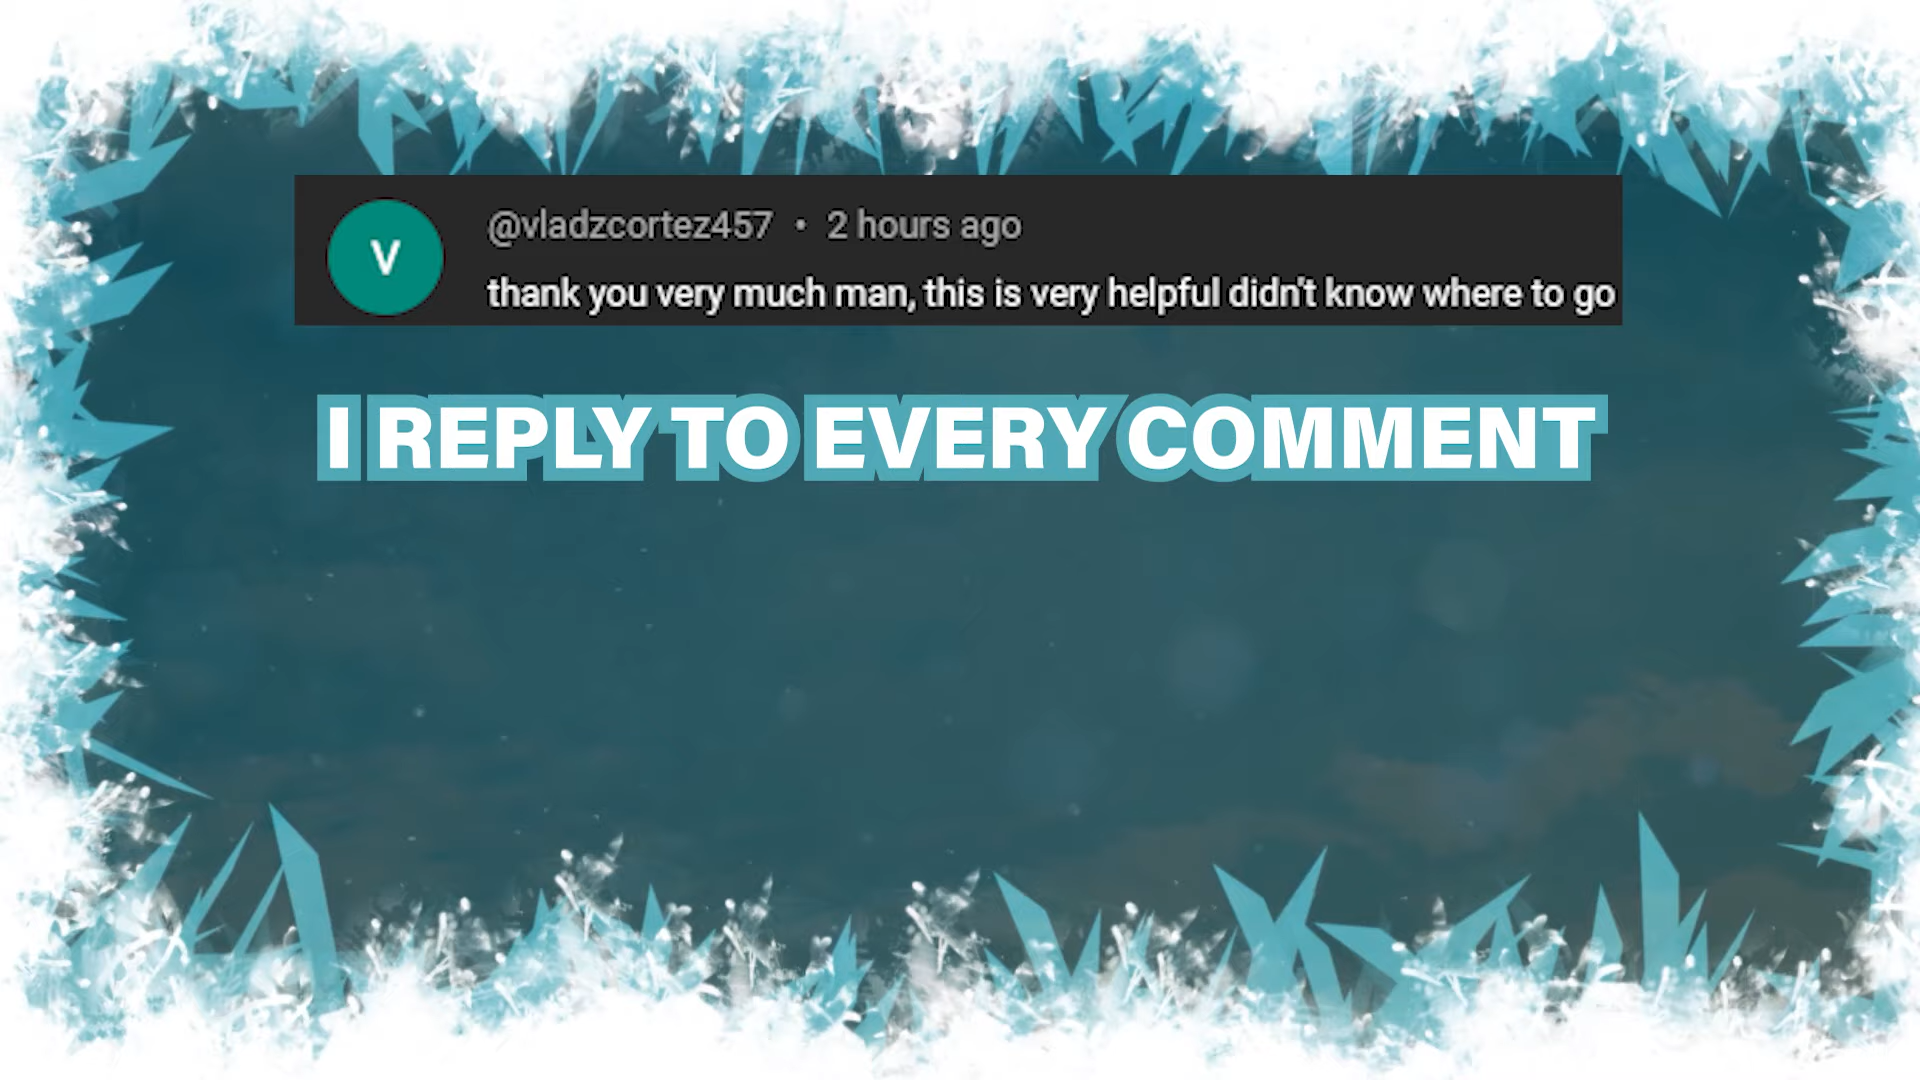 V
@vladzcortez457 • 2 hours ago
thank you very much man, this is very helpful didn't know where to go
I REPLY TO EVERY COMMENT